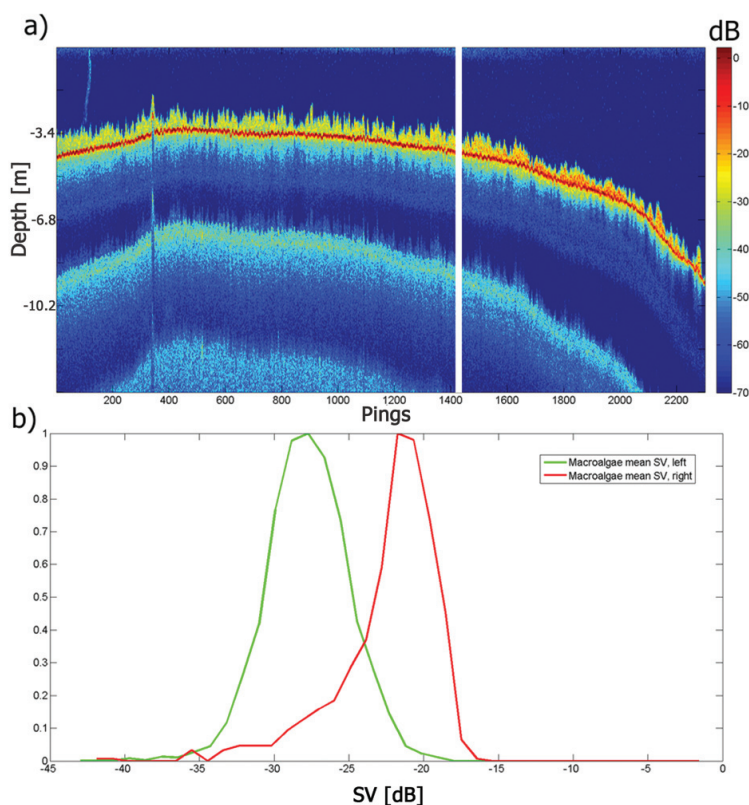 a)
dB
0
-10
-20
-30
-40
-50
-60
-70
Depth [m]
-3.4
-6.8
-10.2
200 400 600 800 1000 1200 1400 1600 1800 2000 2200
Pings
b)
1
0.9
0.8
0.7
0.6
0.5
0.4
0.3
0.2
0.1
0
Macroalgae mean SV, left
Macroalgae mean SV, right
-45 -40 -35 -30 -25 -20 -15 -10 -5 0
SV [dB]